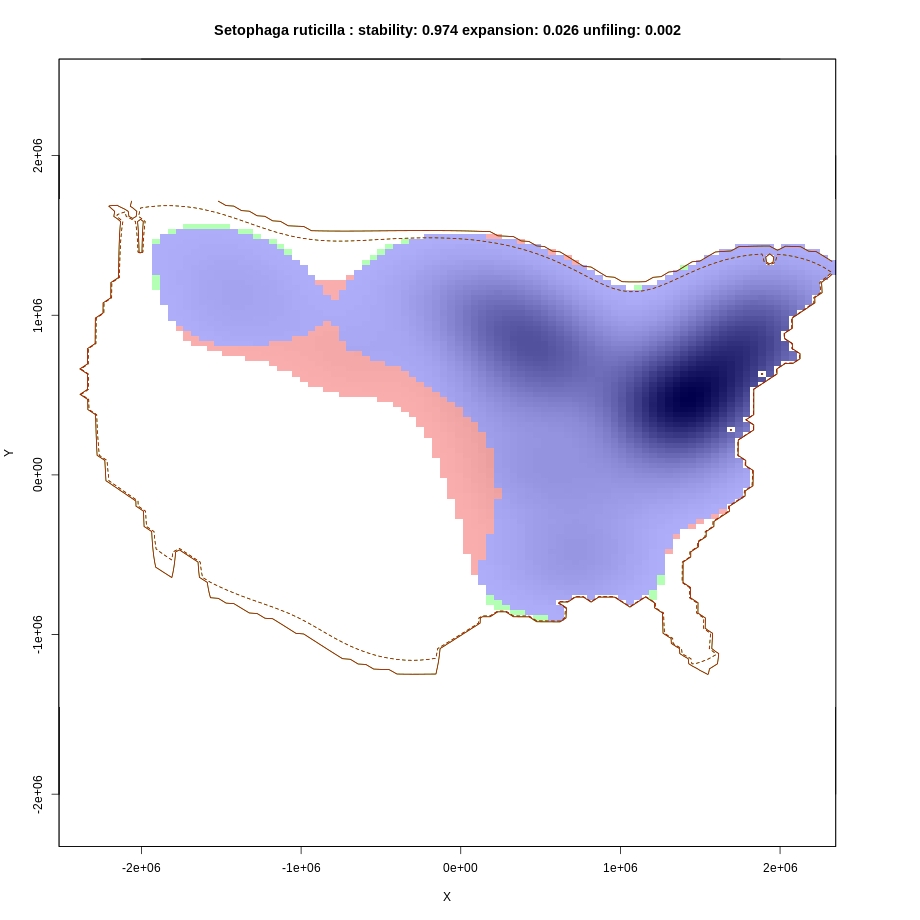 Setophaga ruticilla : stability: 0.974 expansion: 0.026 unfiling: 0.002
2e+06
1e+06
0e+00
-1e+06
-2e+06
Y
-2e+06 -1e+06 0e+00 1e+06 2e+06
X